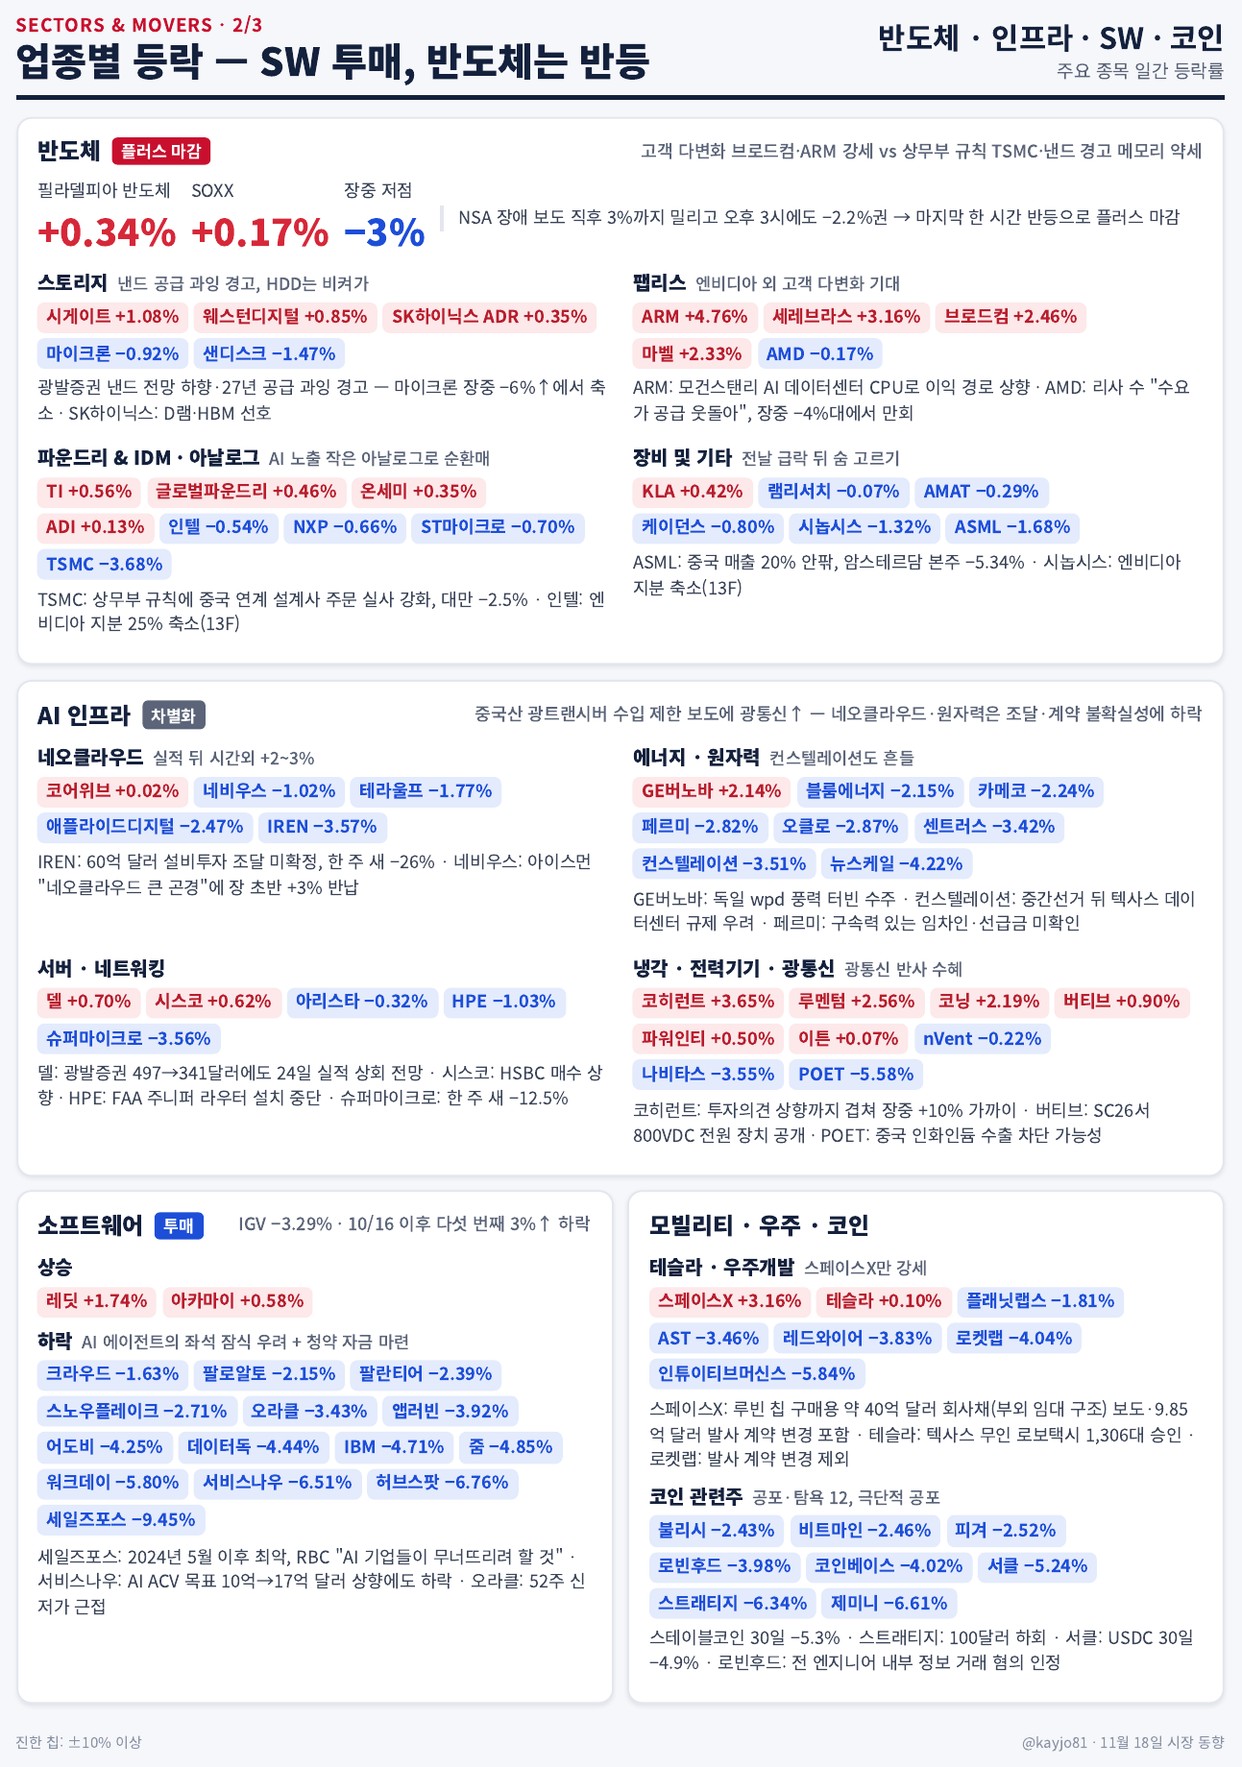 SECTORS & MOVERS · 2/3
업종별 등락 — SW 투매, 반도체는 반등
반도체 · 인프라 · SW · 코인
주요 종목 일간 등락률
반도체 플러스 마감
고객 다변화 브로드컴·ARM 강세 vs 상무부 규칙 TSMC·낸드 경고 메모리 약세
필라델피아 반도체 SOXX 장중 저점
+0.34% +0.17% −3%
NSA 장애 보도 직후 3%까지 밀리고 오후 3시에도 −2.2%권 → 마지막 한 시간 반등으로 플러스 마감
스토리지 낸드 공급 과잉 경고, HDD는 비켜가
시게이트 +1.08% 웨스턴디지털 +0.85% SK하이닉스 ADR +0.35%
마이크론 −0.92% 샌디스크 −1.47%
광발증권 낸드 전망 하향·27년 공급 과잉 경고 — 마이크론 장중 −6%↑에서 축
소 · SK하이닉스: D램·HBM 선호
팹리스 엔비디아 외 고객 다변화 기대
ARM +4.76% 세레브라스 +3.16% 브로드컴 +2.46%
마벨 +2.33% AMD −0.17%
ARM: 모건스탠리 AI 데이터센터 CPU로 이익 경로 상향 · AMD: 리사 수 "수요
가 공급 웃돌아", 장중 −4%대에서 만회
파운드리 & IDM · 아날로그 AI 노출 작은 아날로그로 순환매
TI +0.56% 글로벌파운드리 +0.46% 온세미 +0.35%
ADI +0.13% 인텔 −0.54% NXP −0.66% ST마이크로 −0.70%
TSMC −3.68%
TSMC: 상무부 규칙에 중국 연계 설계사 주문 실사 강화, 대만 −2.5% · 인텔: 엔
비디아 지분 25% 축소(13F)
장비 및 기타 전날 급락 뒤 숨 고르기
KLA +0.42% 램리서치 −0.07% AMAT −0.29%
케이던스 −0.80% 시놉시스 −1.32% ASML −1.68%
ASML: 중국 매출 20% 안팎, 암스테르담 본주 −5.34% · 시놉시스: 엔비디아
지분 축소(13F)
AI 인프라 차별화
중국산 광트랜시버 수입 제한 보도에 광통신↑ — 네오클라우드·원자력은 조달·계약 불확실성에 하락
네오클라우드 실적 뒤 시간외 +2~3%
코어위브 +0.02% 네비우스 −1.02% 테라울프 −1.77%
애플라이드디지털 −2.47% IREN −3.57%
IREN: 60억 달러 설비투자 조달 미확정, 한 주 새 −26% · 네비우스: 아이스먼
"네오클라우드 큰 곤경"에 장 초반 +3% 반납
에너지 · 원자력 컨스텔레이션도 흔들
GE버노바 +2.14% 블룸에너지 −2.15% 카메코 −2.24%
페르미 −2.82% 오클로 −2.87% 센트러스 −3.42%
컨스텔레이션 −3.51% 뉴스케일 −4.22%
GE버노바: 독일 wpd 풍력 터빈 수주 · 컨스텔레이션: 중간선거 뒤 텍사스 데이
터센터 규제 우려 · 페르미: 구속력 있는 임차인·선급금 미확인
서버 · 네트워킹
델 +0.70% 시스코 +0.62% 아리스타 −0.32% HPE −1.03%
슈퍼마이크로 −3.56%
델: 광발증권 497→341달러에도 24일 실적 상회 전망 · 시스코: HSBC 매수 상
향 · HPE: FAA 주니퍼 라우터 설치 중단 · 슈퍼마이크로: 한 주 새 −12.5%
냉각 · 전력기기 · 광통신 광통신 반사 수혜
코히런트 +3.65% 루멘텀 +2.56% 코닝 +2.19% 버티브 +0.90%
파워인티 +0.50% 이튼 +0.07% nVent −0.22%
나비타스 −3.55% POET −5.58%
코히런트: 투자의견 상향까지 겹쳐 장중 +10% 가까이 · 버티브: SC26서
800VDC 전원 장치 공개 · POET: 중국 인화인듐 수출 차단 가능성
소프트웨어 투매 IGV −3.29% · 10/16 이후 다섯 번째 3%↑ 하락
상승
레딧 +1.74% 아카마이 +0.58%
하락 AI 에이전트의 좌석 잠식 우려 + 청약 자금 마련
크라우드 −1.63% 팔로알토 −2.15% 팔란티어 −2.39%
스노우플레이크 −2.71% 오라클 −3.43% 앱러빈 −3.92%
어도비 −4.25% 데이터독 −4.44% IBM −4.71% 줌 −4.85%
워크데이 −5.80% 서비스나우 −6.51% 허브스팟 −6.76%
세일즈포스 −9.45%
세일즈포스: 2024년 5월 이후 최악, RBC "AI 기업들이 무너뜨리려 할 것" ·
서비스나우: AI ACV 목표 10억→17억 달러 상향에도 하락 · 오라클: 52주 신
저가 근접
모빌리티 · 우주 · 코인
테슬라 · 우주개발 스페이스X만 강세
스페이스X +3.16% 테슬라 +0.10% 플래닛랩스 −1.81%
AST −3.46% 레드와이어 −3.83% 로켓랩 −4.04%
인튜이티브머신스 −5.84%
스페이스X: 루빈 칩 구매용 약 40억 달러 회사채(부외 임대 구조) 보도·9.85
억 달러 발사 계약 변경 포함 · 테슬라: 텍사스 무인 로보택시 1,306대 승인 ·
로켓랩: 발사 계약 변경 제외
코인 관련주 공포·탐욕 12, 극단적 공포
불리시 −2.43% 비트마인 −2.46% 피겨 −2.52%
로빈후드 −3.98% 코인베이스 −4.02% 서클 −5.24%
스트래티지 −6.34% 제미니 −6.61%
스테이블코인 30일 −5.3% · 스트래티지: 100달러 하회 · 서클: USDC 30일
−4.9% · 로빈후드: 전 엔지니어 내부 정보 거래 혐의 인정
진한 칩: ±10% 이상
@kayjo81 · 11월 18일 시장 동향